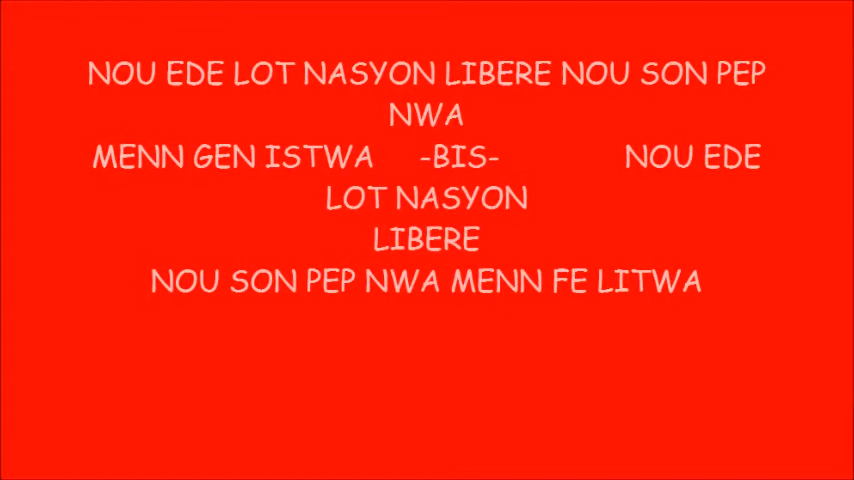 NOU EDE LOT NASYON LIBERE NOU SON PEP
NWA
MENN GEN ISTWA -BIS- NOU EDE
LOT NASYON
LIBERE
NOU SON PEP NWA MENN FE LITWA